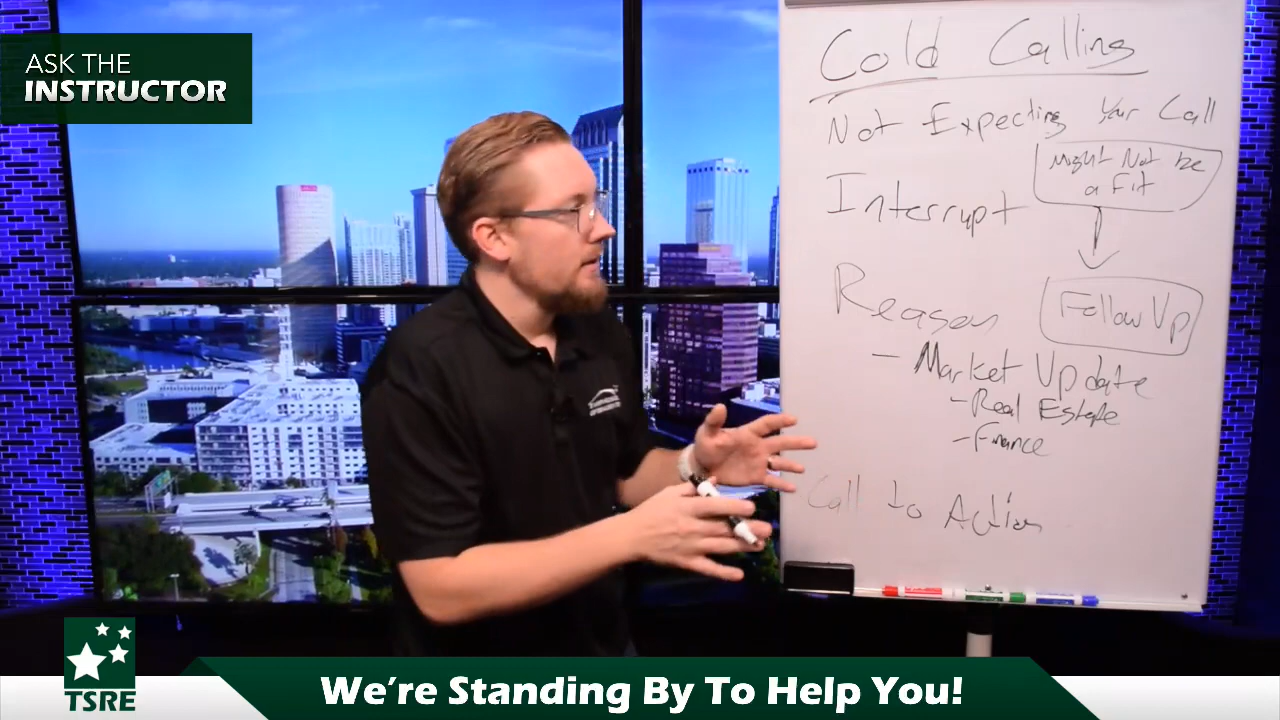 ASK THE
INSTRUCTOR
Cold Calling
Not Expecting Your Call
Might Not be
a Fit
Interrupt
Reason
Follow Up
- Market Update
- Real Estate
- Finance
Call to Action
TSRE
We're Standing By To Help You!